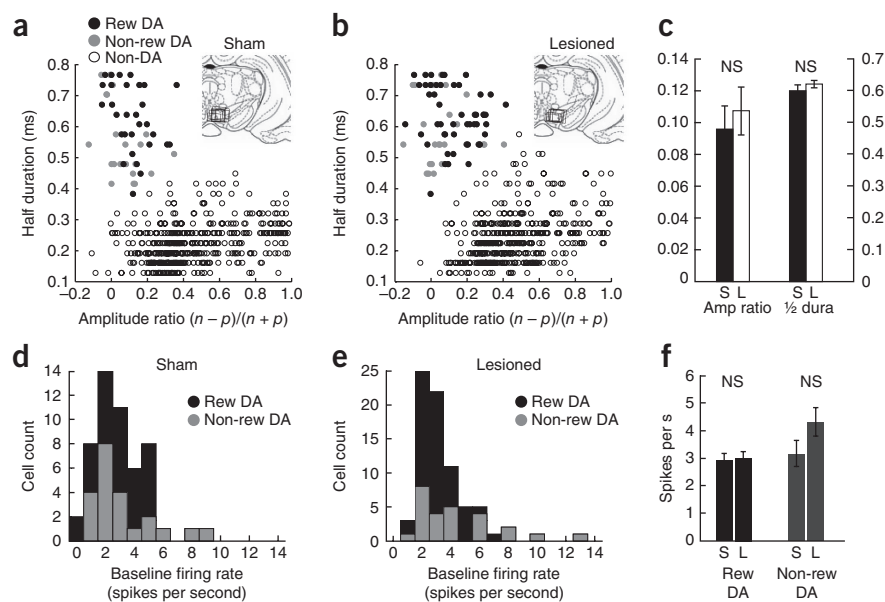 a
Rew DA
Non-rew DA
Non-DA
Sham
Half duration (ms)
0.8
0.7
0.6
0.5
0.4
0.3
0.2
0.1
–0.2 0 0.2 0.4 0.6 0.8 1.0
Amplitude ratio (n – p)/(n + p)
b
Lesioned
Half duration (ms)
0.8
0.7
0.6
0.5
0.4
0.3
0.2
0.1
–0.2 0 0.2 0.4 0.6 0.8 1.0
Amplitude ratio (n – p)/(n + p)
c
0.14
0.12
0.10
0.08
0.06
0.04
0.02
0
NS NS
0.7
0.6
0.5
0.4
0.3
0.2
0.1
0
S L S L
Amp ratio ½ dura
d
Sham
Rew DA
Non-rew DA
Cell count
14
12
10
8
6
4
2
0
0 2 4 6 8 10 12 14
Baseline firing rate
(spikes per second)
e
Lesioned
Rew DA
Non-rew DA
Cell count
25
20
15
10
5
0
0 2 4 6 8 10 12 14
Baseline firing rate
(spikes per second)
f
Spikes per s
6
5
4
3
2
1
0
NS NS
S L S L
Rew Non-rew
DA DA